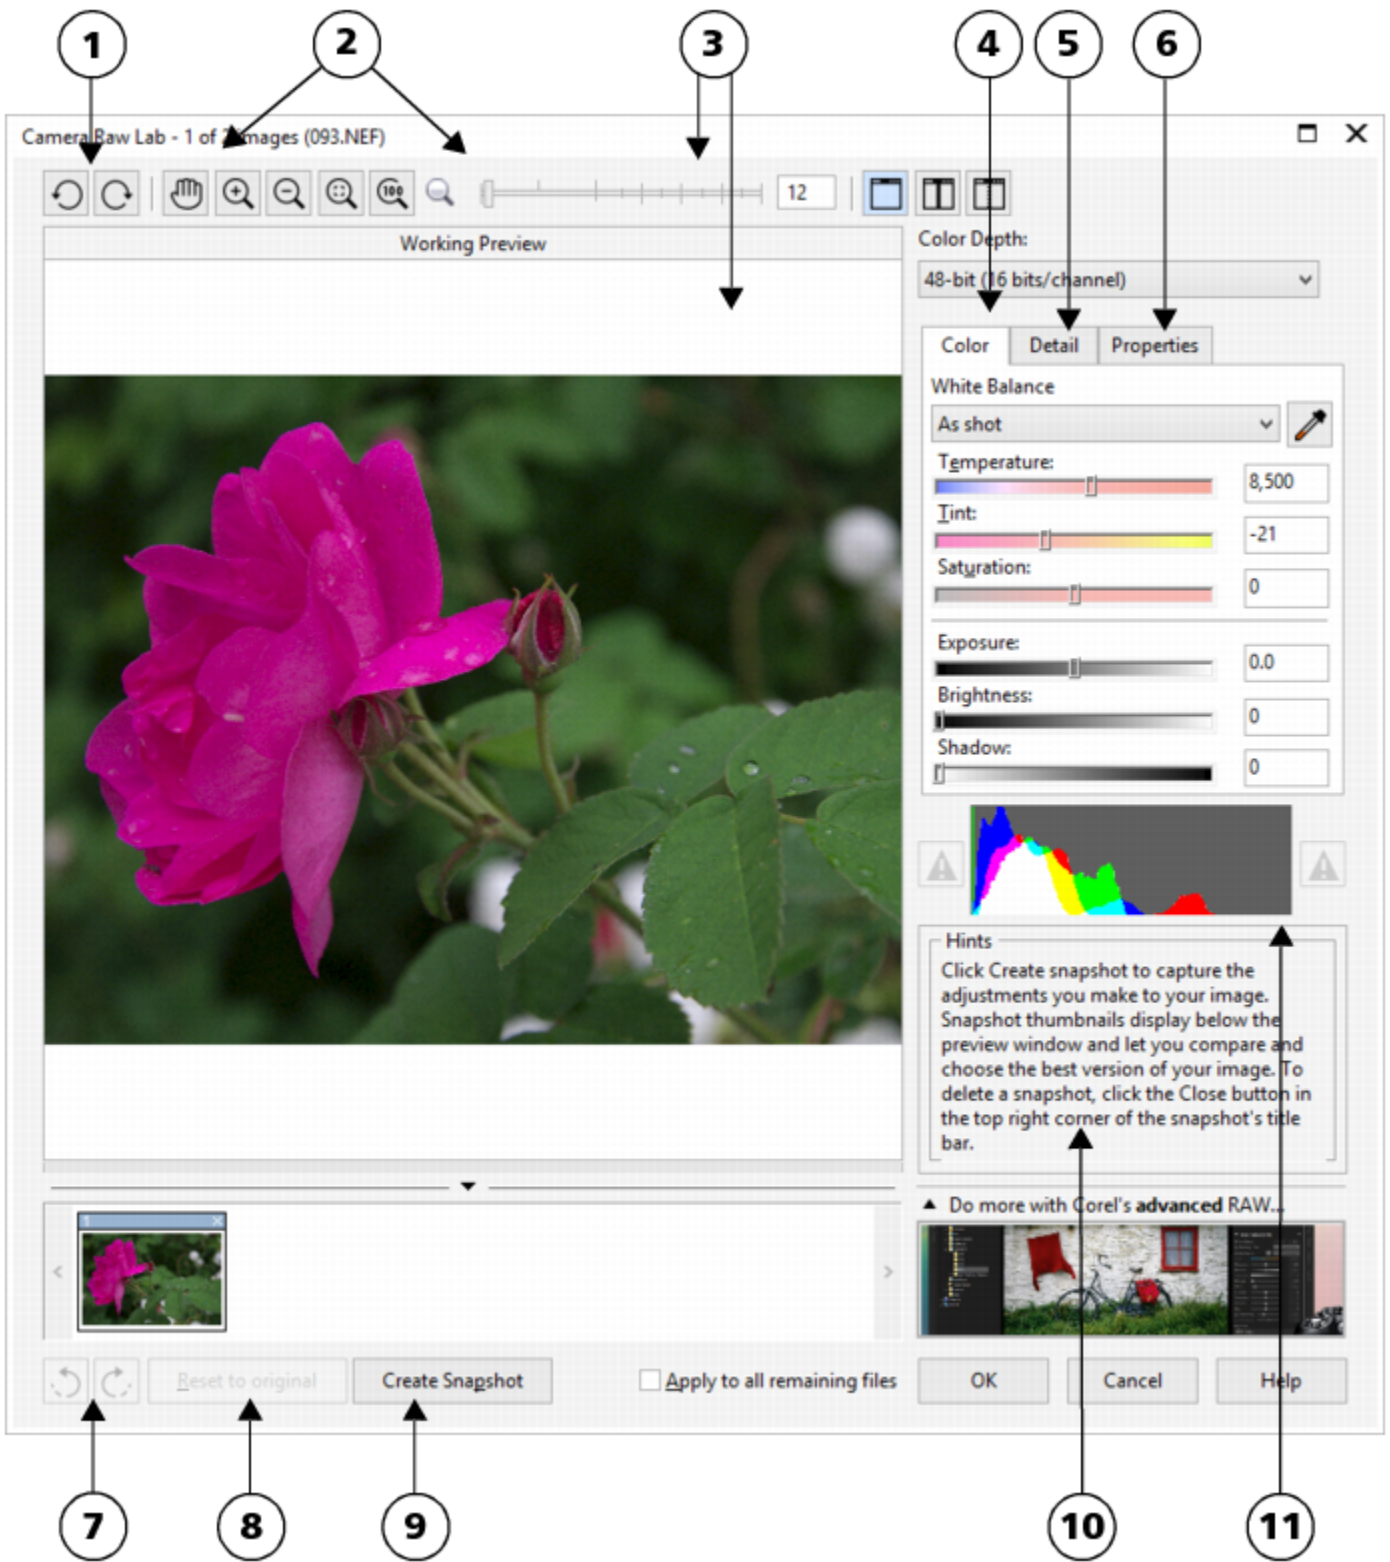 1
2
3
4
5
6
Camera Raw Lab - 1 of 2 images (093.NEF)
100
12
Working Preview
Color Depth:
48-bit (16 bits/channel)
Color
Detail
Properties
White Balance
As shot
Temperature:
8,500
Tint:
-21
Saturation:
0
Exposure:
0.0
Brightness:
0
Shadow:
0
Hints
Click Create snapshot to capture the
adjustments you make to your image.
Snapshot thumbnails display below the
preview window and let you compare and
choose the best version of your image. To
delete a snapshot, click the Close button in
the top right corner of the snapshot's title
bar.
Do more with Corel's advanced RAW...
1
Reset to original
Create Snapshot
Apply to all remaining files
OK
Cancel
Help
7
8
9
10
11